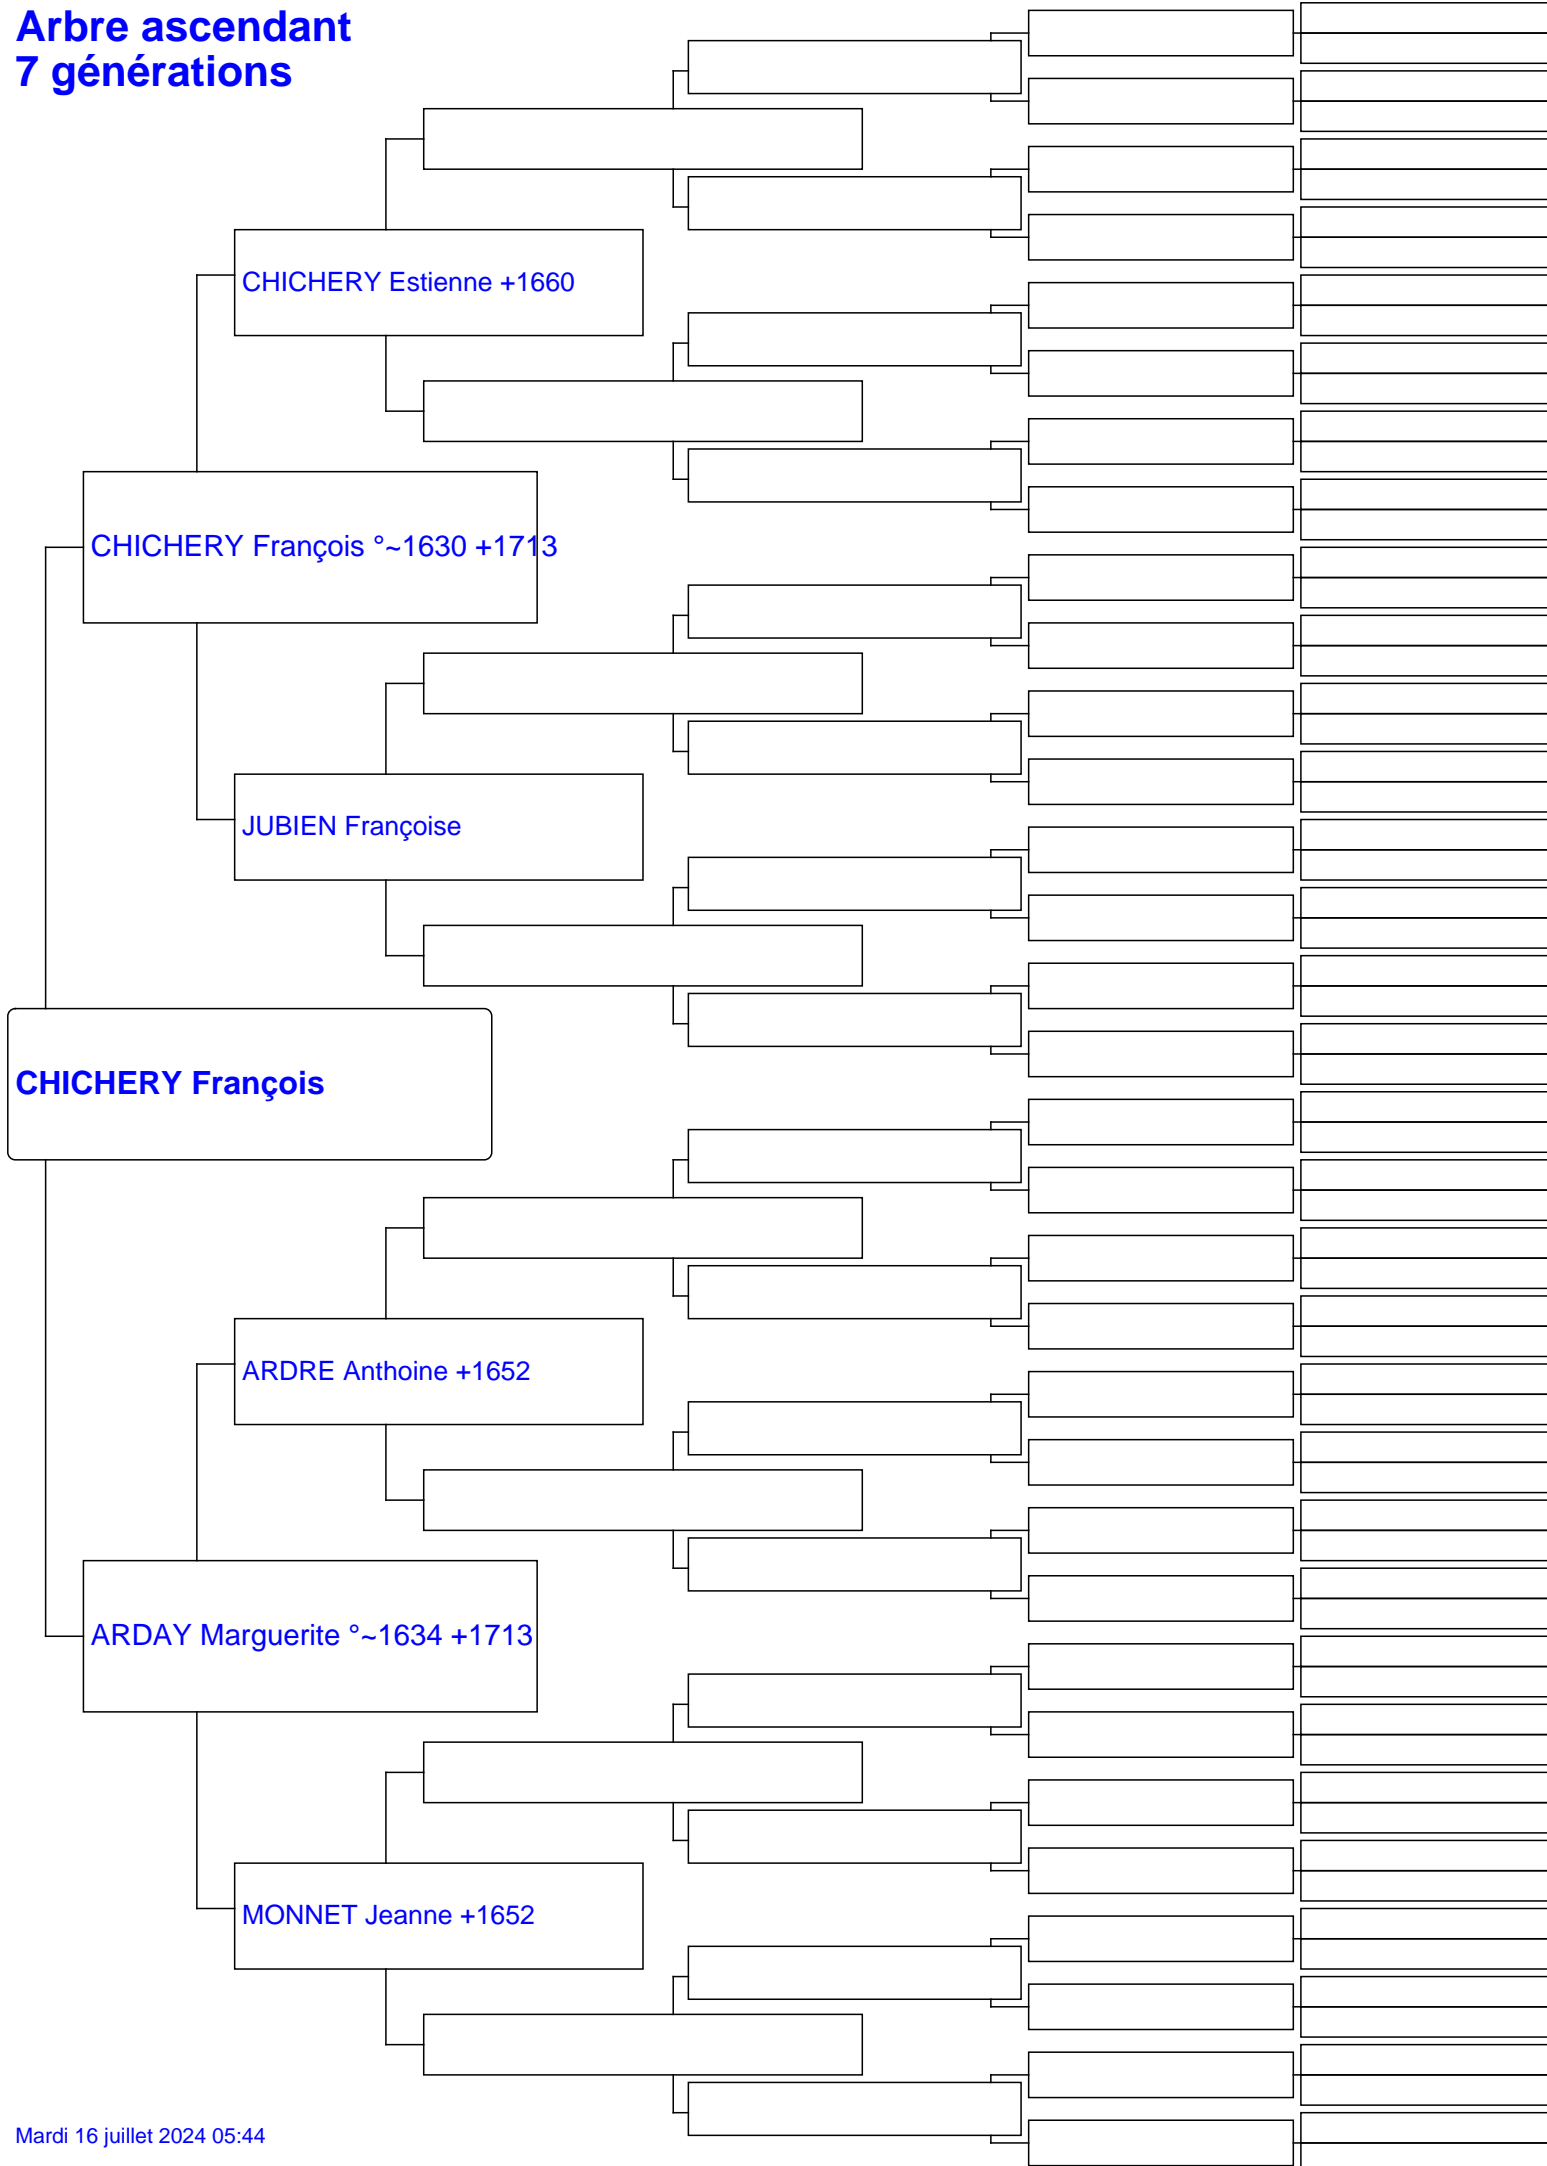 Arbre ascendant
7 générations
CHICHERY Estienne +1660
CHICHERY François °~1630 +1713
JUBIEN Françoise
CHICHERY François
ARDRE Anthoine +1652
ARDAY Marguerite °~1634 +1713
MONNET Jeanne +1652
Mardi 16 juillet 2024 05:44